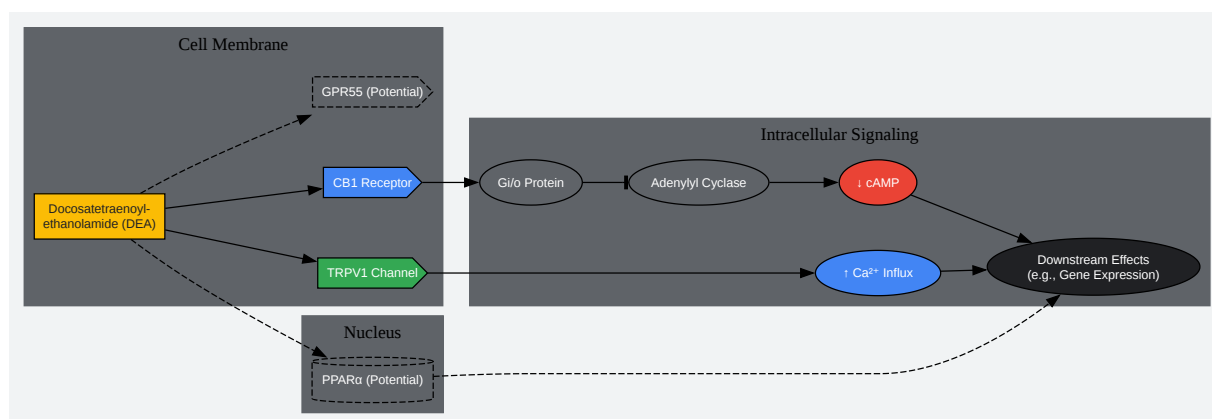 Cell Membrane
GPR55 (Potential)
CB1 Receptor
Docosatetraenoyl-
ethanolamide (DEA)
TRPV1 Channel
Intracellular Signaling
Gi/o Protein
Adenylyl Cyclase
↓ cAMP
↑ Ca²⁺ Influx
Downstream Effects
(e.g., Gene Expression)
Nucleus
PPARα (Potential)